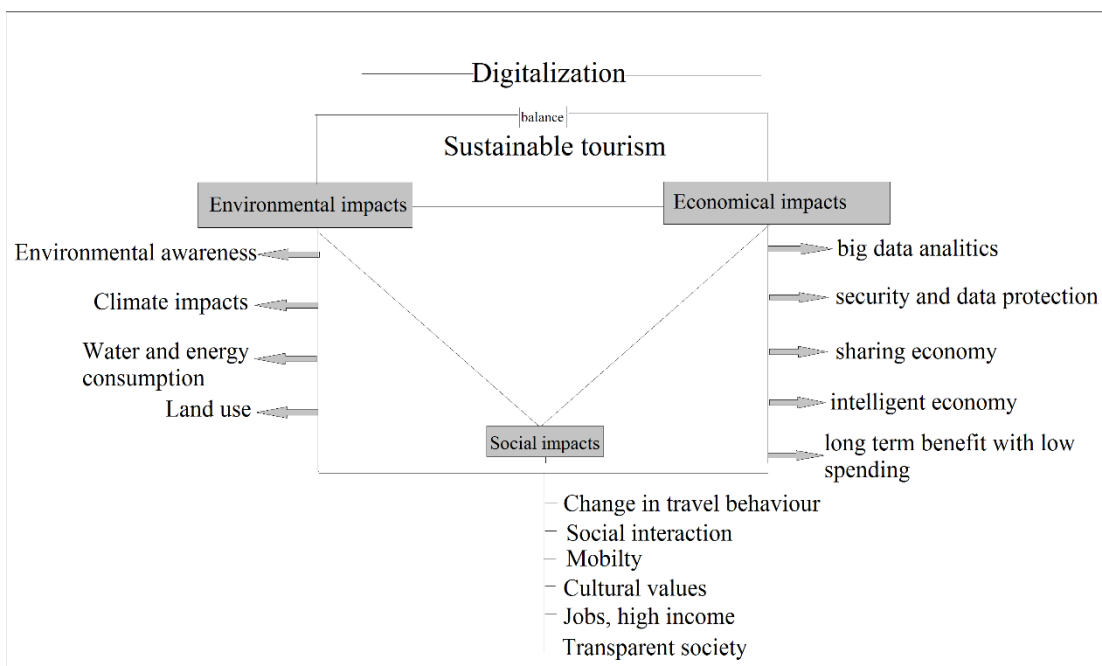 Digitalization
balance
Sustainable tourism
Environmental impacts
Economical impacts
Environmental awareness
Climate impacts
Water and energy
consumption
Land use
big data analitics
security and data protection
sharing economy
intelligent economy
long term benefit with low
spending
Social impacts
Change in travel behaviour
Social interaction
Mobilty
Cultural values
Jobs, high income
Transparent society